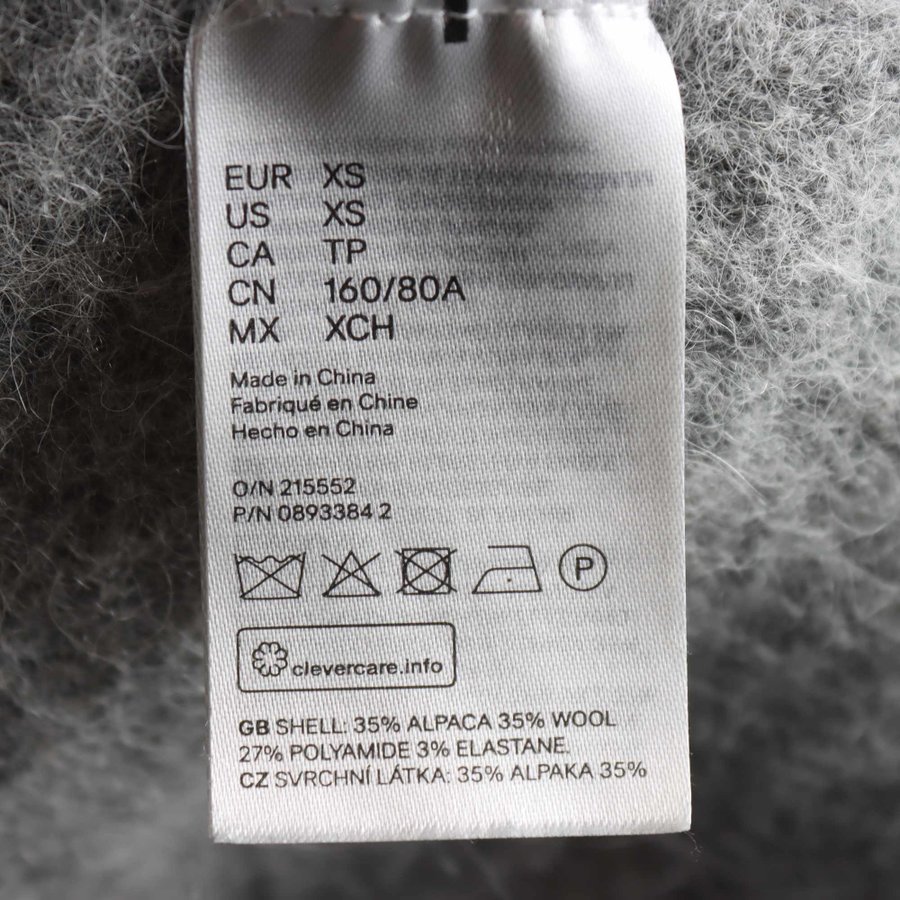 EUR XS
US XS
CA TP
CN 160/80A
MX XCH
Made in China
Fabriqué en Chine
Hecho en China
O/N 215552
P/N 0893384 2
P
clevercare.info
GB SHELL: 35% ALPACA 35% WOOL
27% POLYAMIDE 3% ELASTANE.
CZ SVRCHNÍ LÁTKA: 35% ALPAKA 35%